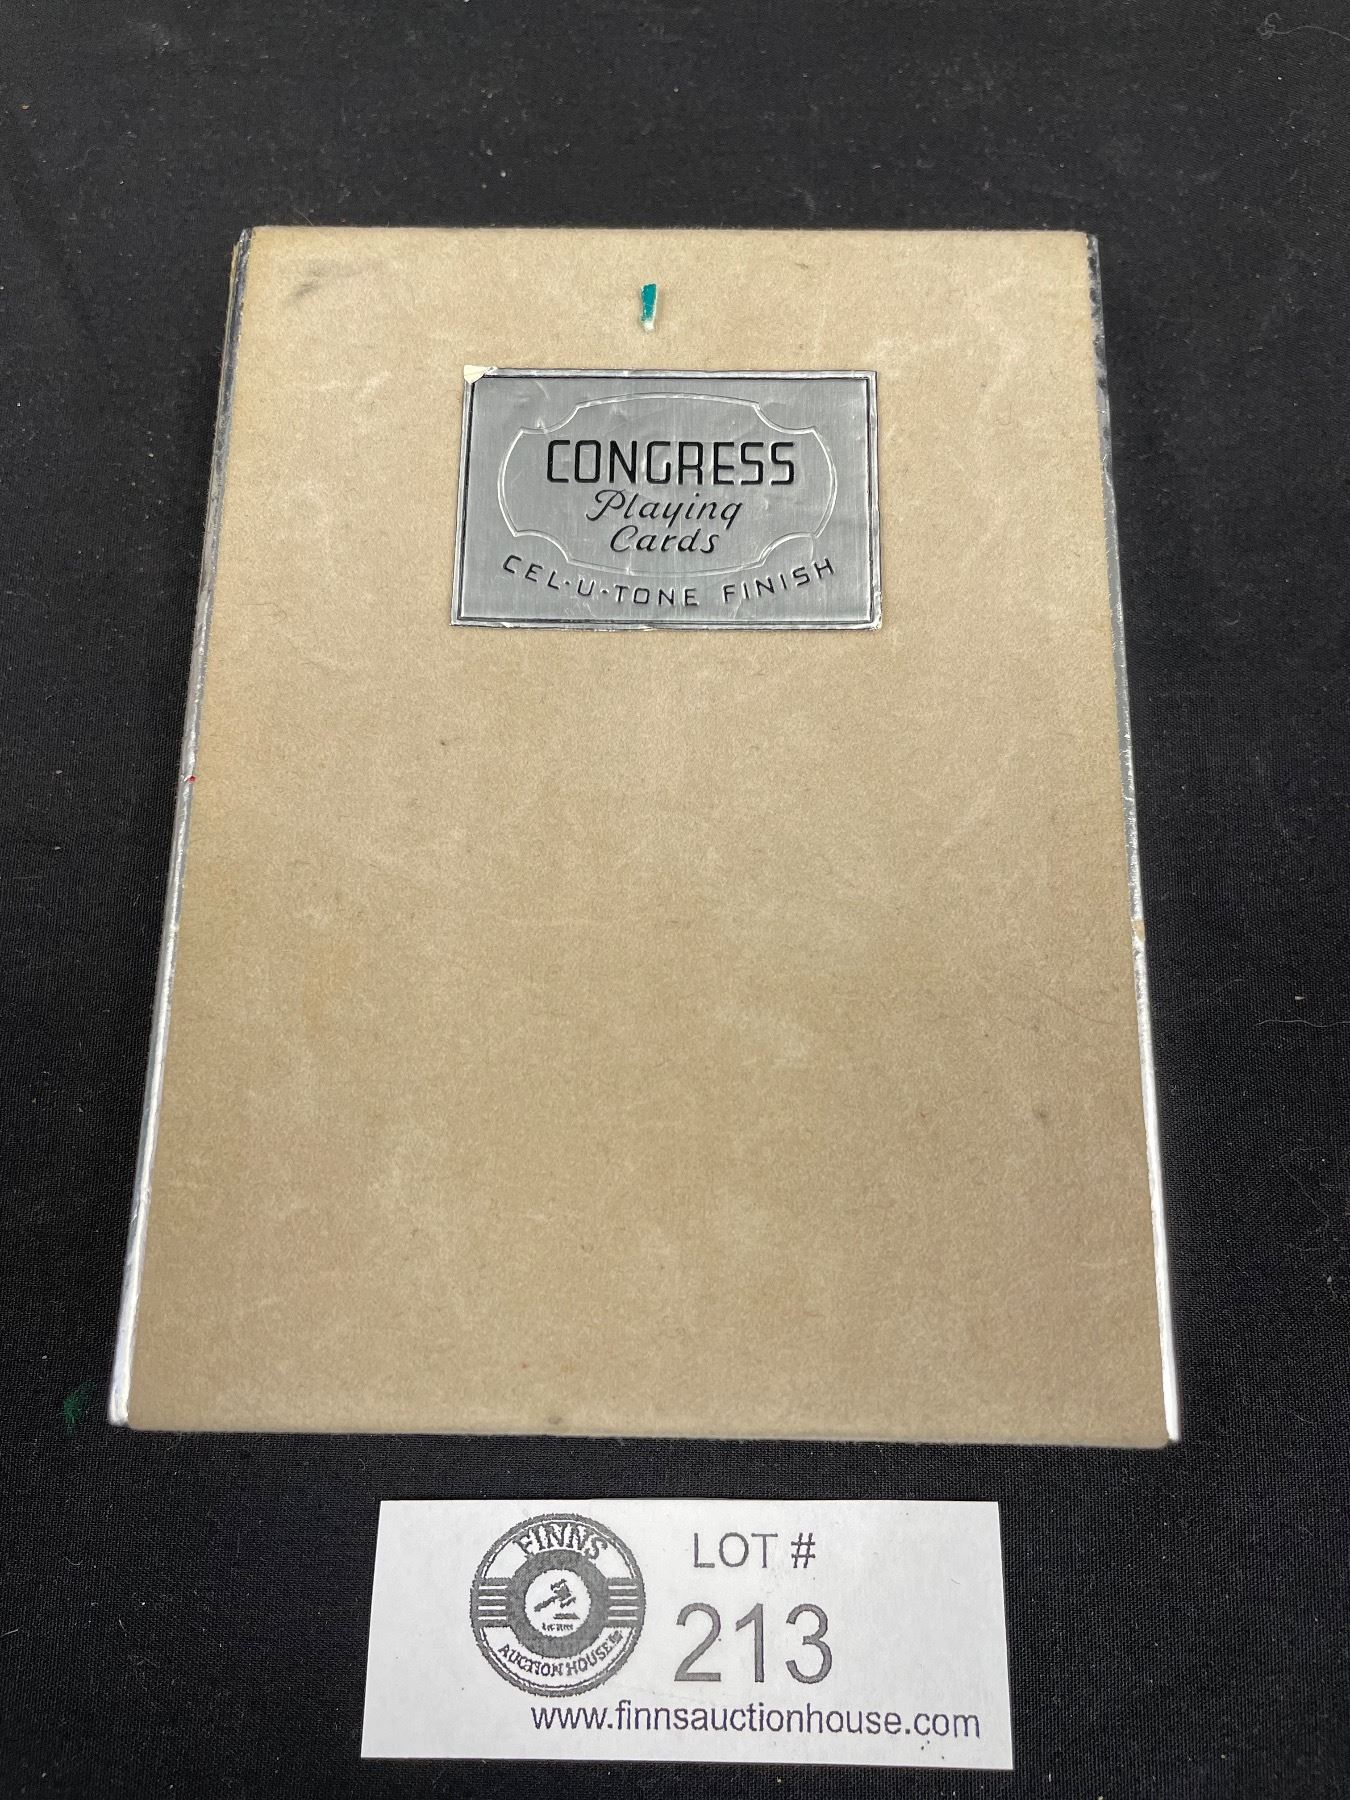 CONGRESS
Playing
Cards
CEL-U-TONE FINISH
FINNS
AUCTION HOUSE
LOT #
213
www.finnsauctionhouse.com